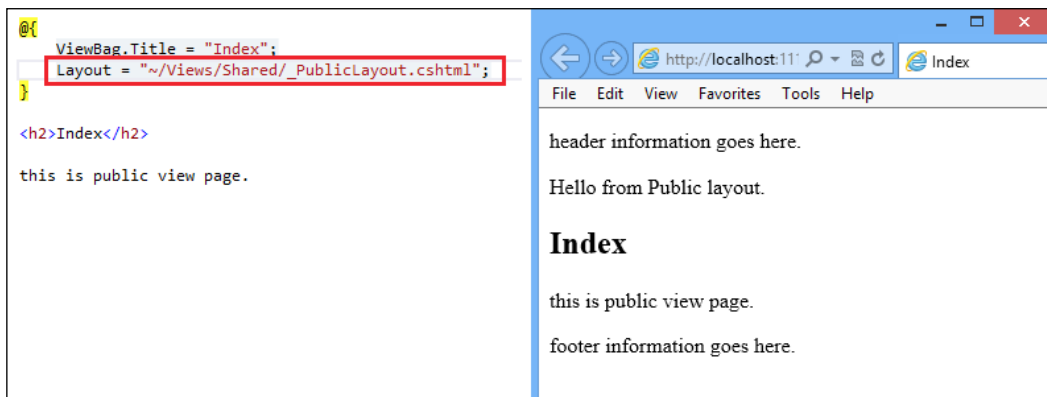 @{
ViewBag.Title = "Index";
Layout = "~/Views/Shared/_PublicLayout.cshtml";
}
<h2>Index</h2>
this is public view page.
http://localhost:11
Index
File Edit View Favorites Tools Help
header information goes here.
Hello from Public layout.
Index
this is public view page.
footer information goes here.